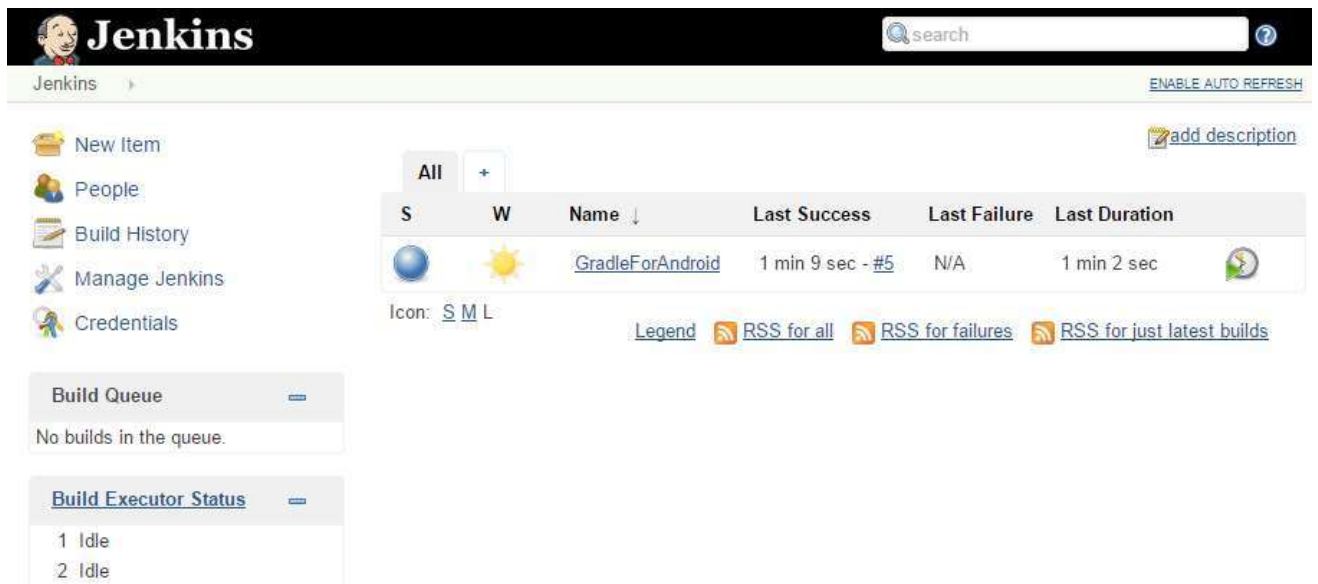 Jenkins
search
Jenkins
ENABLE AUTO REFRESH
New Item
People
Build History
Manage Jenkins
Credentials
add description
All +
S W Name ↓ Last Success Last Failure Last Duration
GradleForAndroid 1 min 9 sec - #5 N/A 1 min 2 sec
Icon: S M L
Legend RSS for all RSS for failures RSS for just latest builds
Build Queue
No builds in the queue.
Build Executor Status
1 Idle
2 Idle